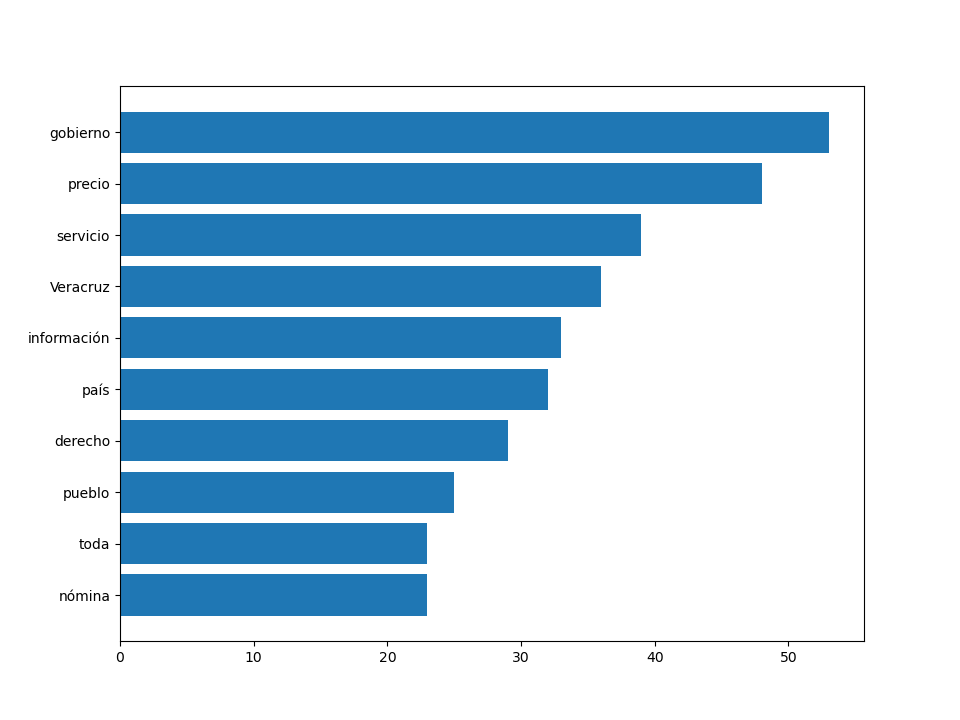 gobierno
precio
servicio
Veracruz
información
país
derecho
pueblo
toda
nómina
0 10 20 30 40 50